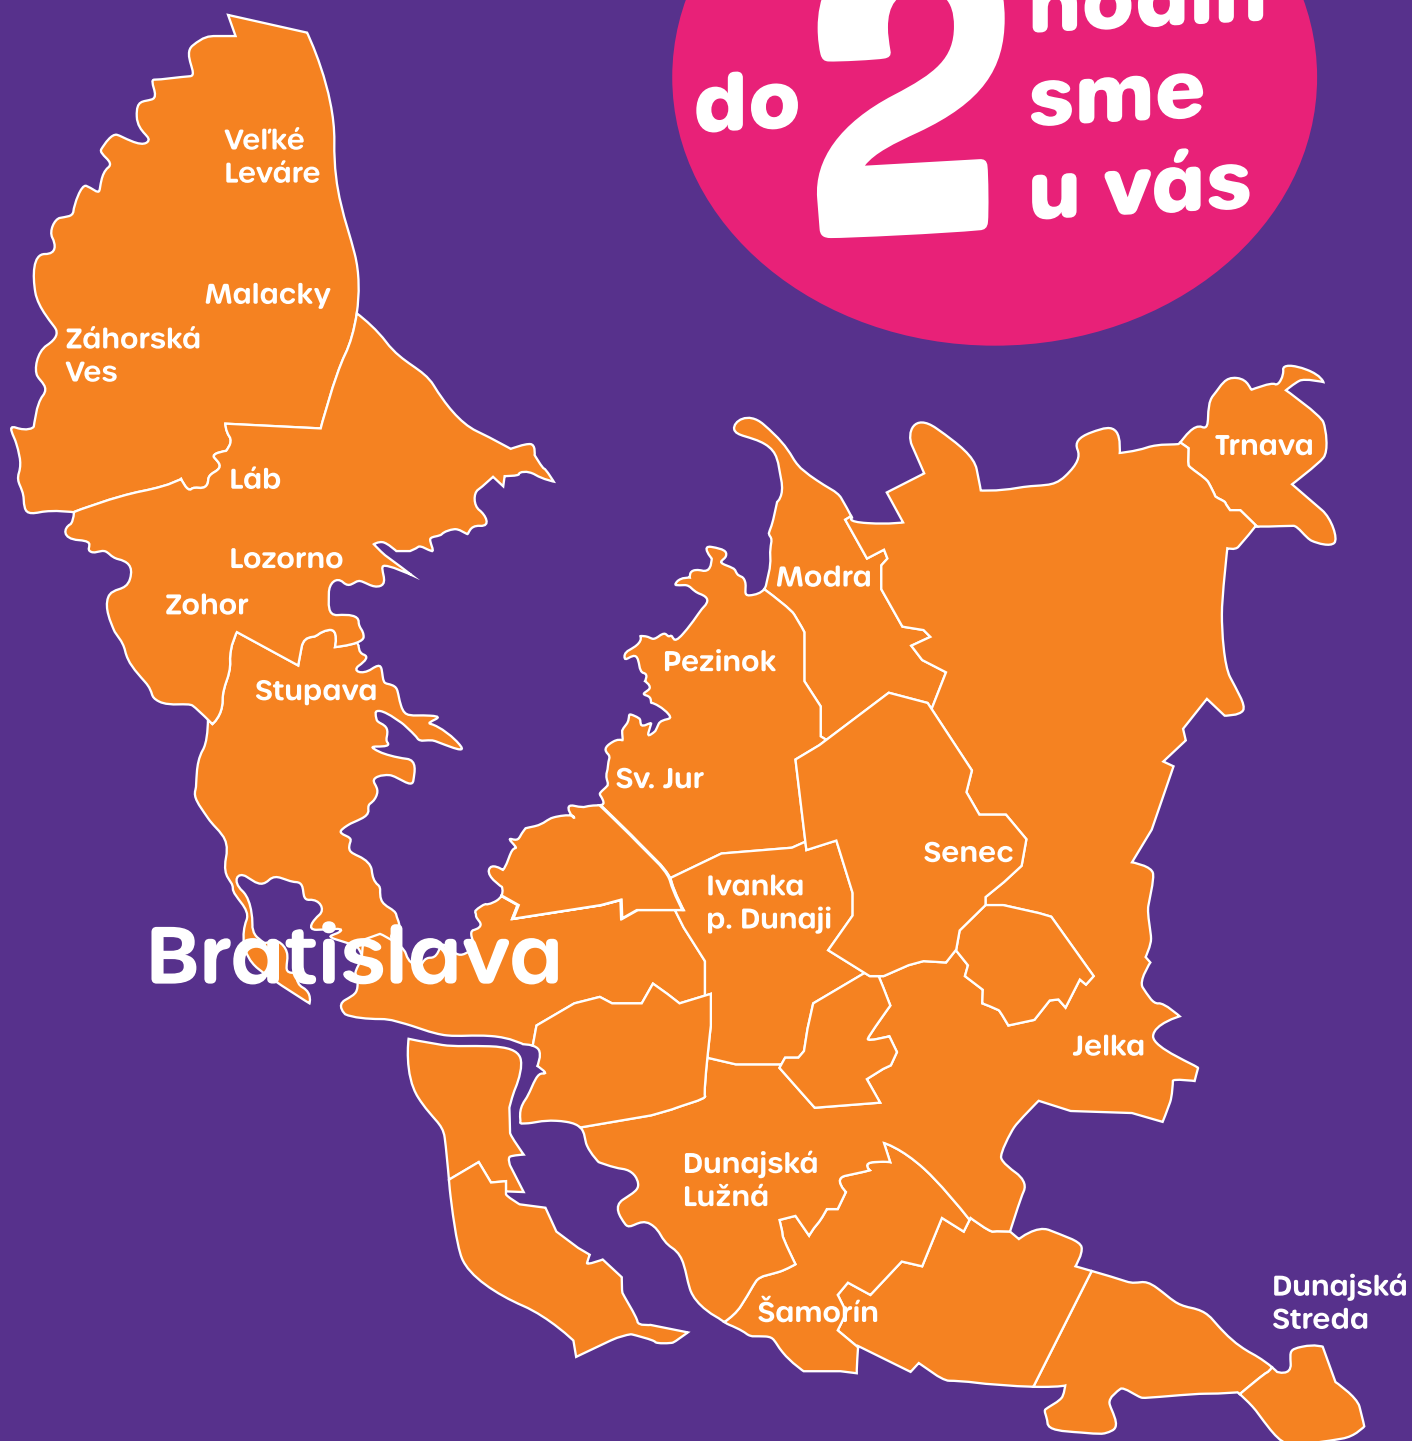 hodín
do 2 sme
u vás
Veľké
Leváre
Malacky
Záhorská
Ves
Trnava
Láb
Lozorno
Modra
Zohor
Pezinok
Stupava
Sv. Jur
Senec
Ivanka
p. Dunaji
Bratislava
Jelka
Dunajská
Lužná
Dunajská
Streda
Šamorín